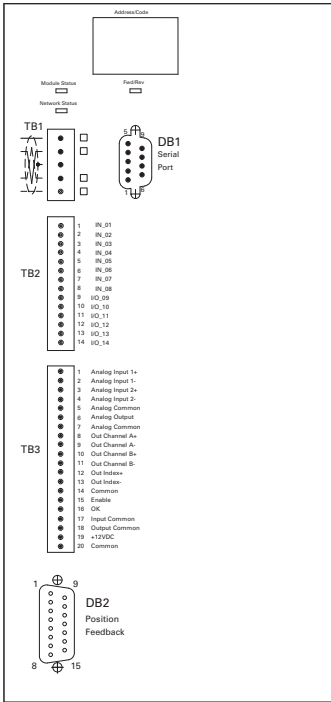 Address/Code
Module Status
Fwd/Rev
Network Status
TB1
5 9
DB1
Serial
Port
1 6
TB2
1 IN_01
2 IN_02
3 IN_03
4 IN_04
5 IN_05
6 IN_06
7 IN_07
8 IN_08
9 I/O_09
10 I/O_10
11 I/O_11
12 I/O_12
13 I/O_13
14 I/O_14
TB3
1 Analog Input 1+
2 Analog Input 1-
3 Analog Input 2+
4 Analog Input 2-
5 Analog Common
6 Analog Output
7 Analog Common
8 Out Channel A+
9 Out Channel A-
10 Out Channel B+
11 Out Channel B-
12 Out Index+
13 Out Index-
14 Common
15 Enable
16 OK
17 Input Common
18 Output Common
19 +12VDC
20 Common
1 9
DB2
Position
Feedback
8 15